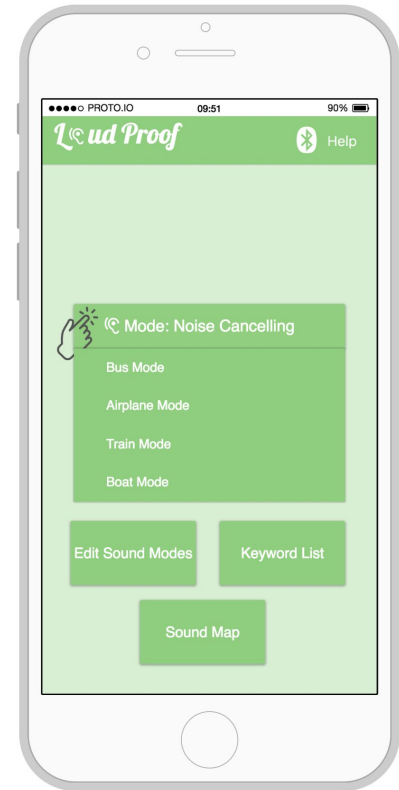 PROTO.IO 09:51 90%
Loud Proof Help
Mode: Noise Cancelling
Bus Mode
Airplane Mode
Train Mode
Boat Mode
Edit Sound Modes Keyword List
Sound Map